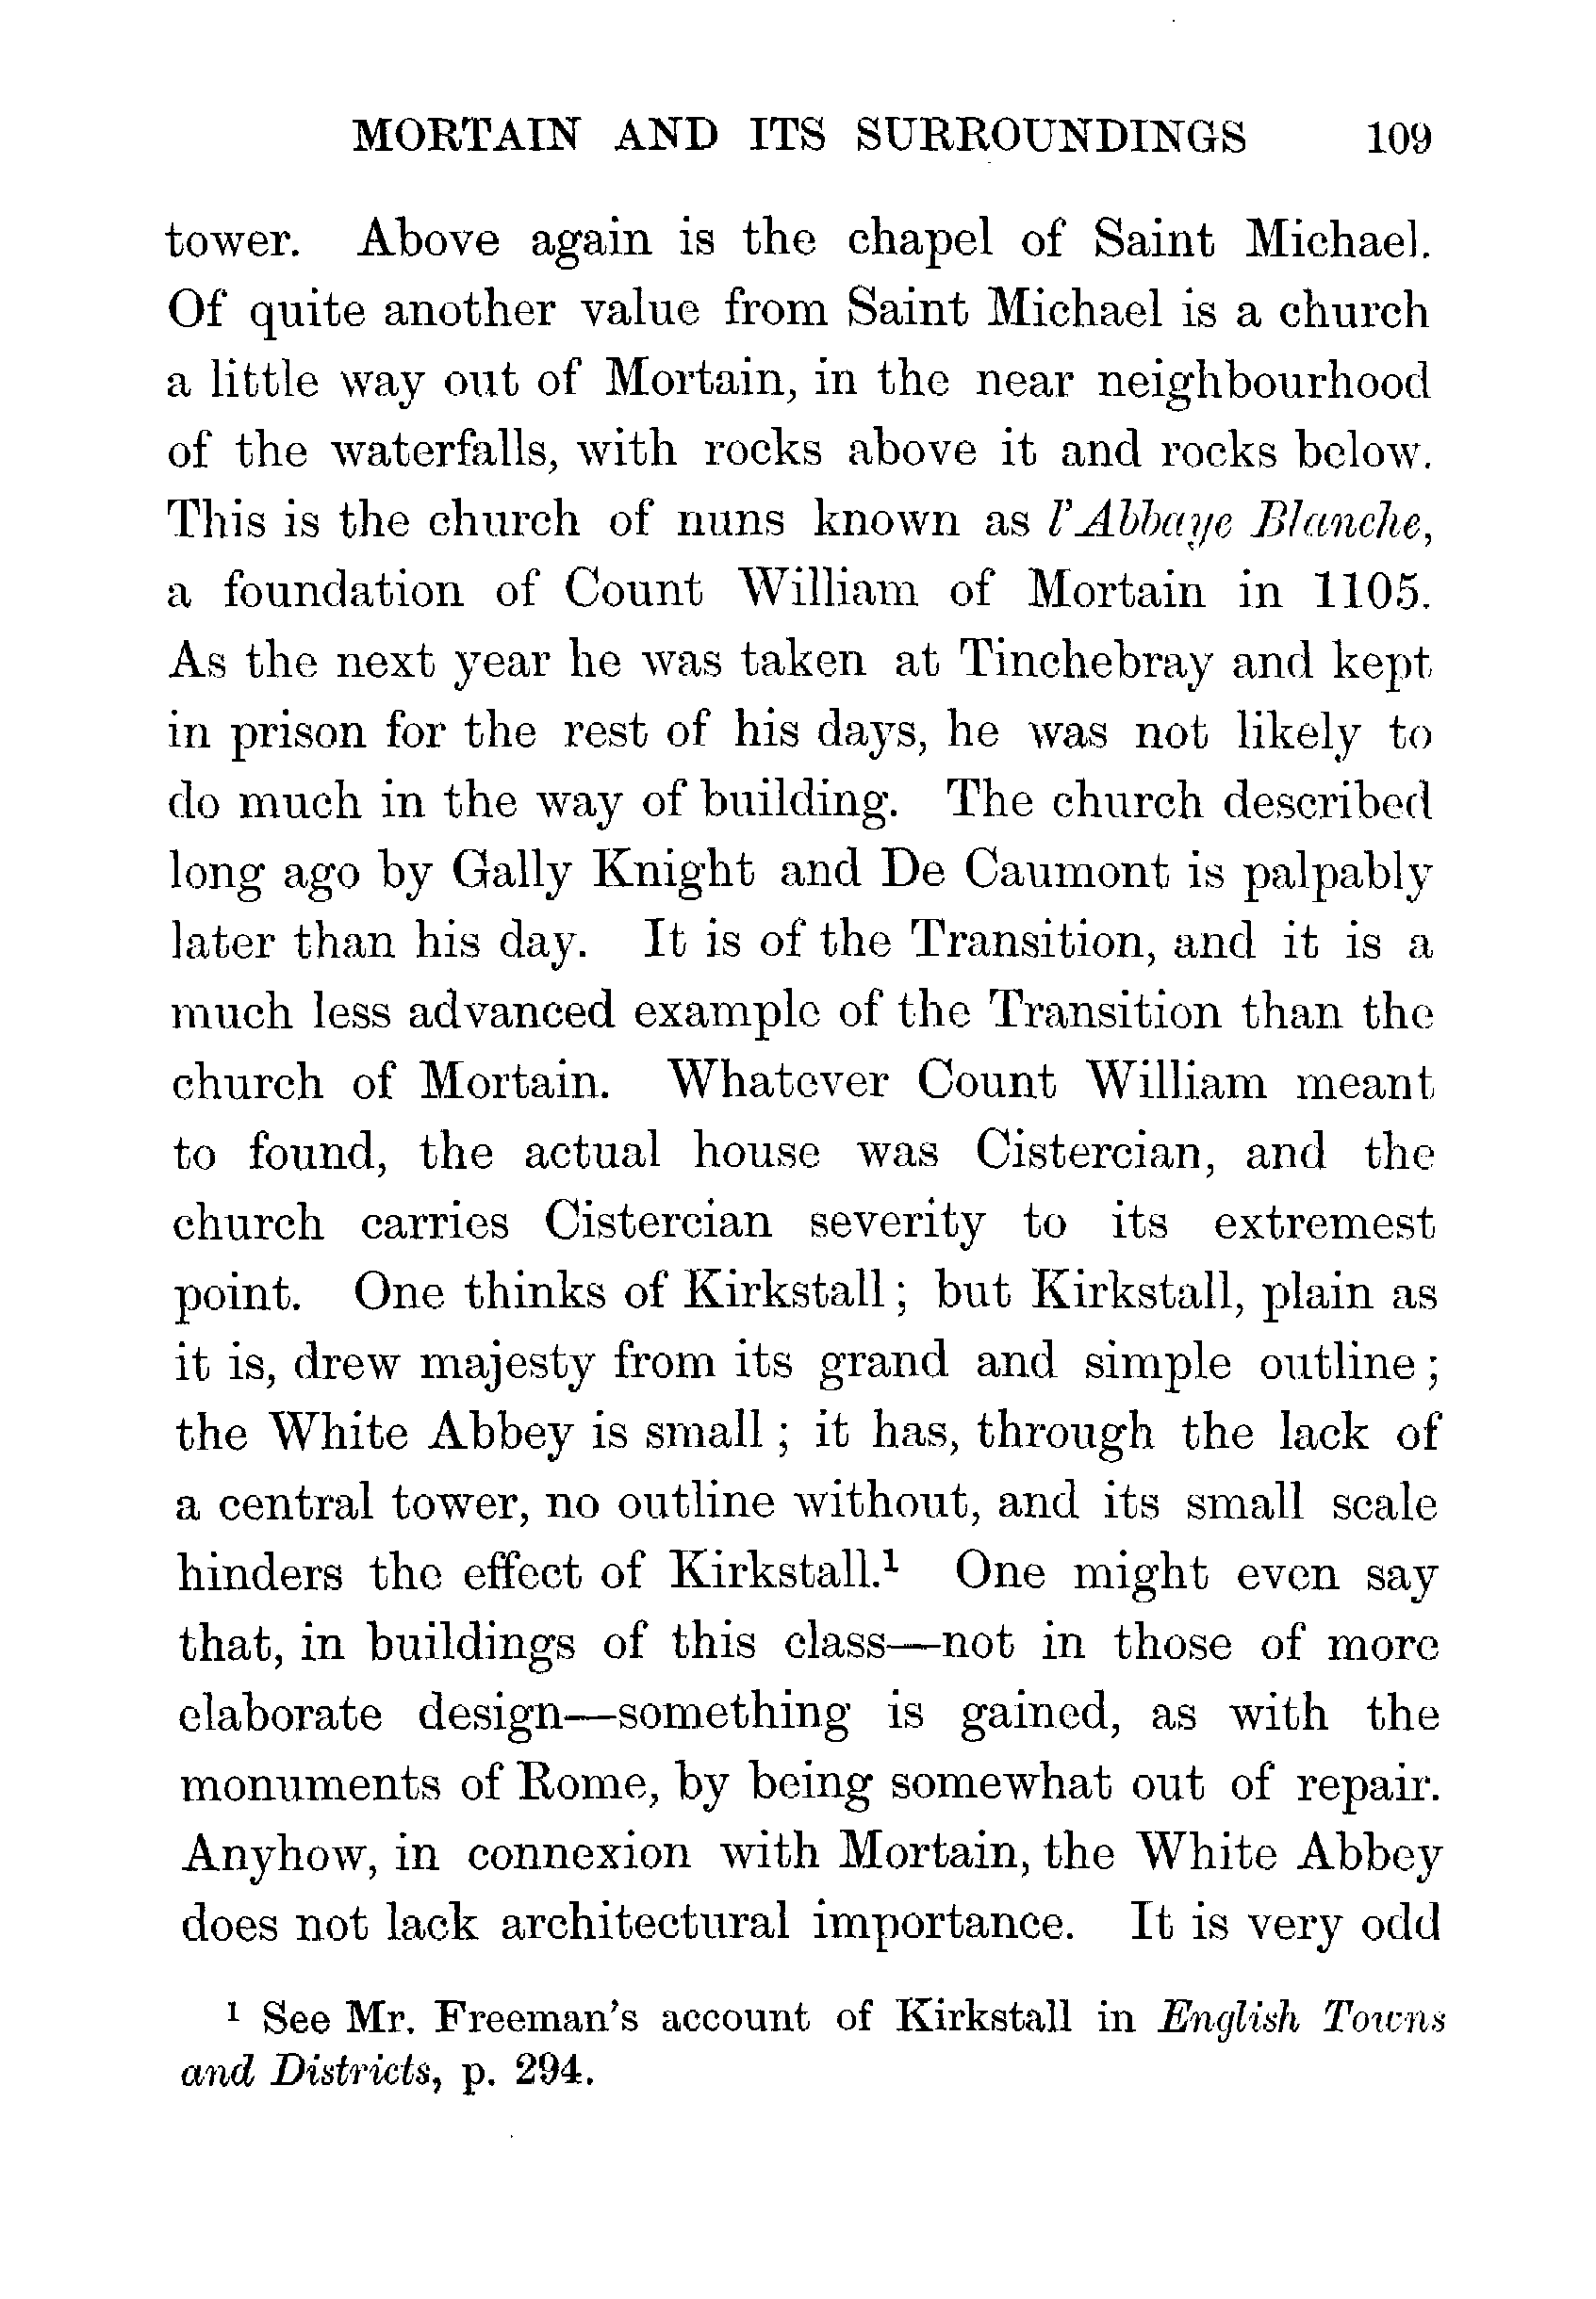 MORTAIN AND ITS SURROUNDINGS 109
tower. Above again is the chapel of Saint Michael.
Of quite another value from Saint Michael is a church
a little way out of Mortain, in the near neighbourhood
of the waterfalls, with rocks above it and rocks below.
This is the church of nuns known as l'Abbaye Blanche,
a foundation of Count William of Mortain in 1105.
As the next year he was taken at Tinchebray and kept
in prison for the rest of his days, he was not likely to
do much in the way of building. The church described
long ago by Gally Knight and De Caumont is palpably
later than his day. It is of the Transition, and it is a
much less advanced example of the Transition than the
church of Mortain. Whatever Count William meant
to found, the actual house was Cistercian, and the
church carries Cistercian severity to its extremest
point. One thinks of Kirkstall; but Kirkstall, plain as
it is, drew majesty from its grand and simple outline;
the White Abbey is small; it has, through the lack of
a central tower, no outline without, and its small scale
hinders the effect of Kirkstall.¹ One might even say
that, in buildings of this class—not in those of more
elaborate design—something is gained, as with the
monuments of Rome, by being somewhat out of repair.
Anyhow, in connexion with Mortain, the White Abbey
does not lack architectural importance. It is very odd
¹ See Mr. Freeman's account of Kirkstall in English Towns
and Districts, p. 294.